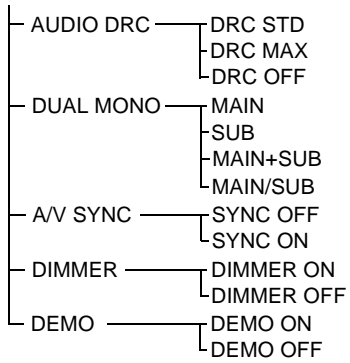 AUDIO DRC DRC STD
DRC MAX
DRC OFF
DUAL MONO MAIN
SUB
MAIN+SUB
MAIN/SUB
A/V SYNC SYNC OFF
SYNC ON
DIMMER DIMMER ON
DIMMER OFF
DEMO DEMO ON
DEMO OFF